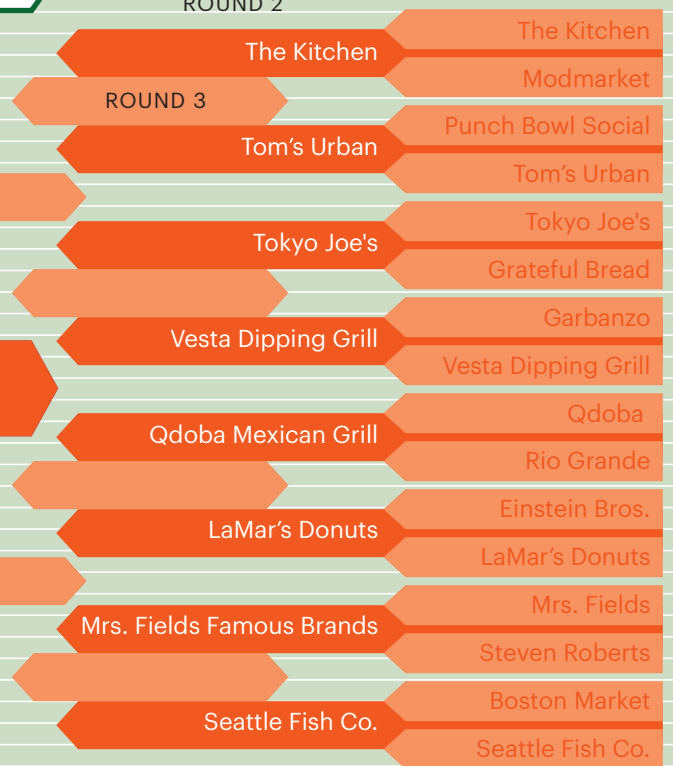 ROUND 2
The Kitchen
The Kitchen
Modmarket
ROUND 3
Punch Bowl Social
Tom’s Urban
Tom’s Urban
Tokyo Joe's
Tokyo Joe's
Grateful Bread
Garbanzo
Vesta Dipping Grill
Vesta Dipping Grill
Qdoba
Qdoba Mexican Grill
Rio Grande
Einstein Bros.
LaMar’s Donuts
LaMar’s Donuts
Mrs. Fields
Mrs. Fields Famous Brands
Steven Roberts
Boston Market
Seattle Fish Co.
Seattle Fish Co.